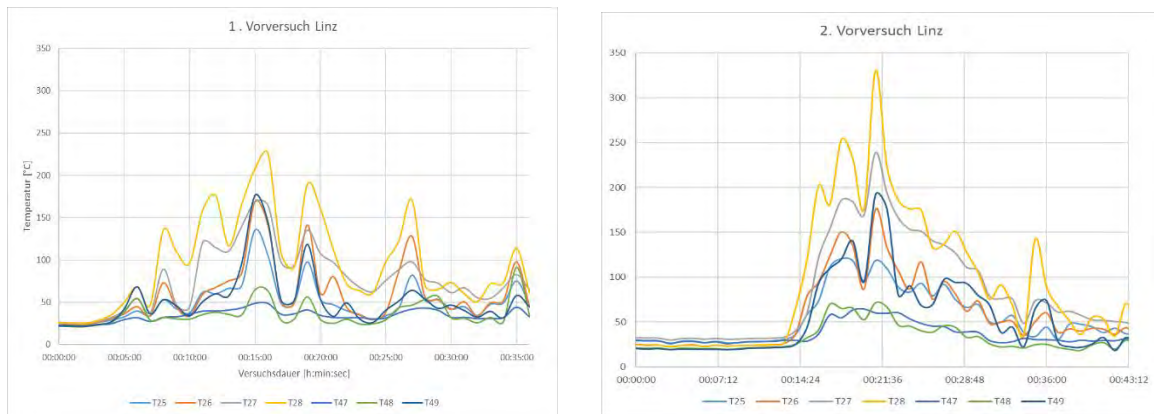 1. Vorversuch Linz
Temperatur [°C]
350
300
250
200
150
100
50
0
00:00:00 00:05:00 00:10:00 00:15:00 00:20:00 00:25:00 00:30:00 00:35:00
Versuchsdauer [h:min:sec]
T25 T26 T27 T28 T47 T48 T49
2. Vorversuch Linz
350
300
250
200
150
100
50
0
00:00:00 00:07:12 00:14:24 00:21:36 00:28:48 00:36:00 00:43:12
T25 T26 T27 T28 T47 T48 T49